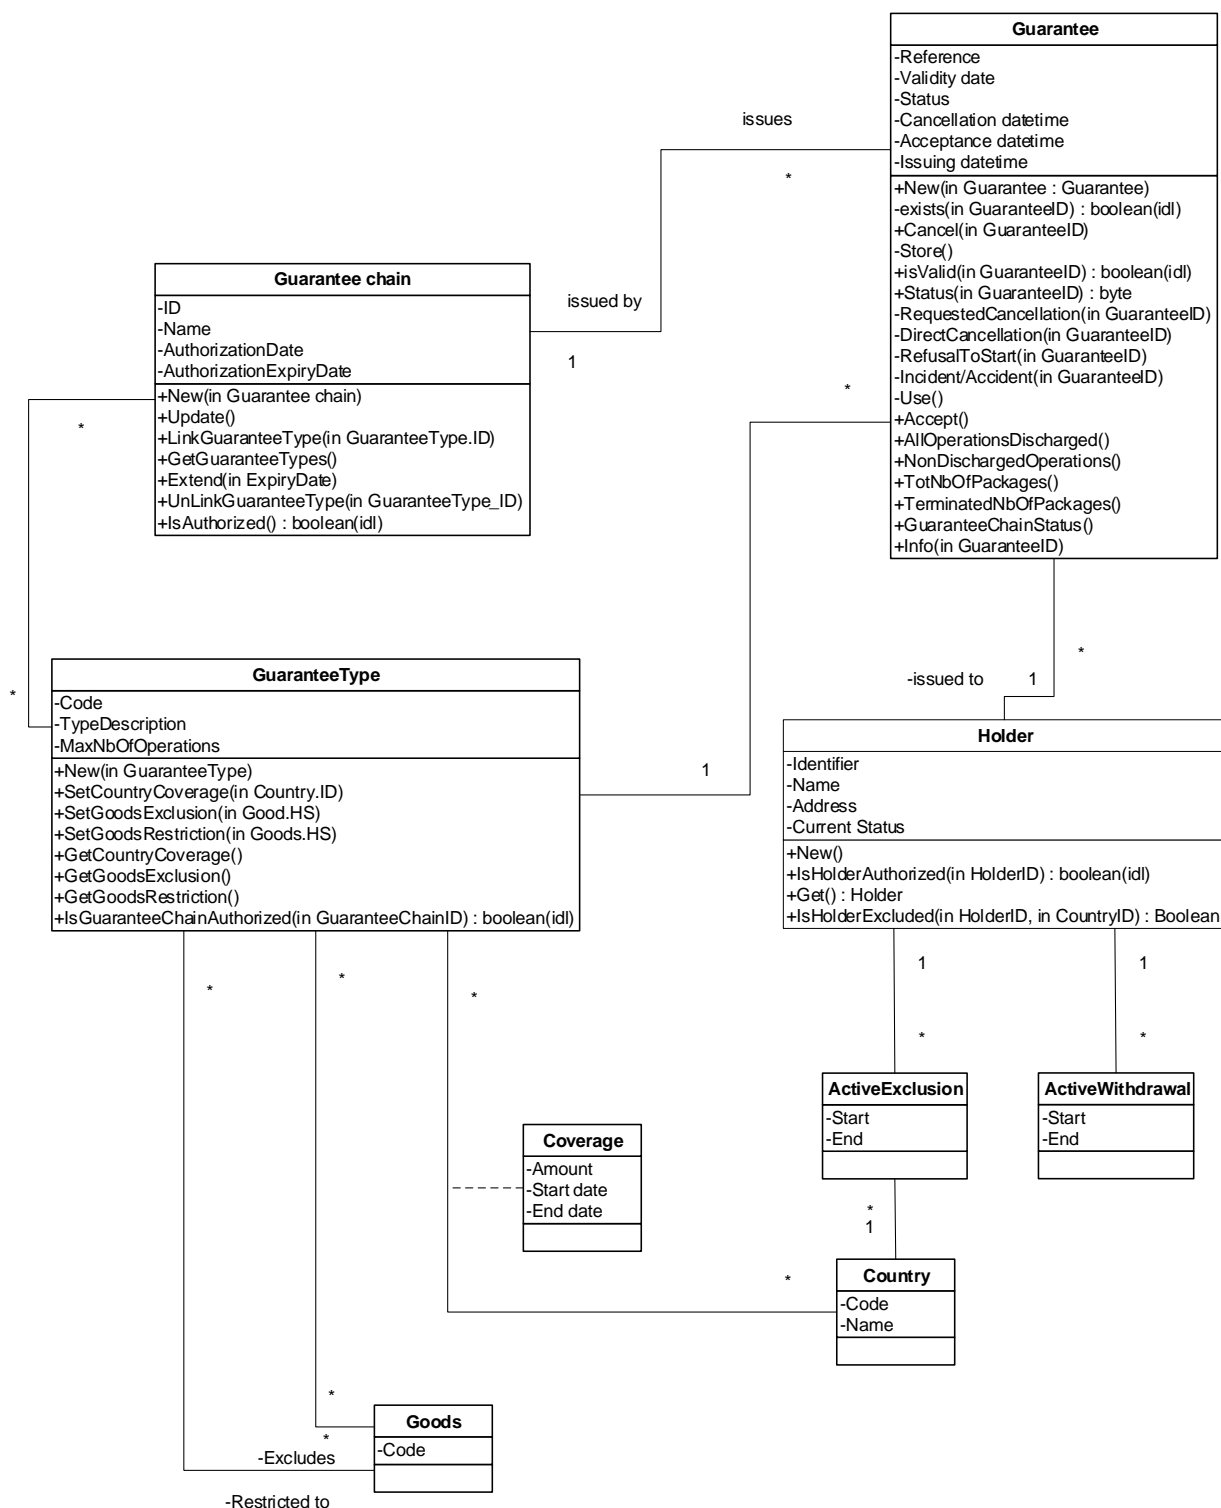 Guarantee
-Reference
-Validity date
-Status
-Cancellation datetime
-Acceptance datetime
-Issuing datetime
+New(in Guarantee : Guarantee)
-exists(in GuaranteeID) : boolean(idl)
+Cancel(in GuaranteeID)
-Store()
+isValid(in GuaranteeID) : boolean(idl)
+Status(in GuaranteeID) : byte
-RequestedCancellation(in GuaranteeID)
-DirectCancellation(in GuaranteeID)
-RefusalToStart(in GuaranteeID)
-Incident/Accident(in GuaranteeID)
-Use()
+Accept()
+AllOperationsDischarged()
+NonDischargedOperations()
+TotNbOfPackages()
+TerminatedNbOfPackages()
+GuaranteeChainStatus()
+Info(in GuaranteeID)
issues
*
issued by
1
Guarantee chain
-ID
-Name
-AuthorizationDate
-AuthorizationExpiryDate
+New(in Guarantee chain)
+Update()
+LinkGuaranteeType(in GuaranteeType.ID)
+GetGuaranteeTypes()
+Extend(in ExpiryDate)
+UnLinkGuaranteeType(in GuaranteeType_ID)
+IsAuthorized() : boolean(idl)
*
*
*
1
GuaranteeType
-Code
-TypeDescription
-MaxNbOfOperations
+New(in GuaranteeType)
+SetCountryCoverage(in Country.ID)
+SetGoodsExclusion(in Good.HS)
+SetGoodsRestriction(in Goods.HS)
+GetCountryCoverage()
+GetGoodsExclusion()
+GetGoodsRestriction()
+IsGuaranteeChainAuthorized(in GuaranteeChainID) : boolean(idl)
*
-issued to
1
Holder
-Identifier
-Name
-Address
-Current Status
+New()
+IsHolderAuthorized(in HolderID) : boolean(idl)
+Get() : Holder
+IsHolderExcluded(in HolderID, in CountryID) : Boolean
*
*
*
1
1
*
*
ActiveExclusion
-Start
-End
ActiveWithdrawal
-Start
-End
Coverage
-Amount
-Start date
-End date
*
1
*
Country
-Code
-Name
*
*
Goods
-Code
-Excludes
-Restricted to